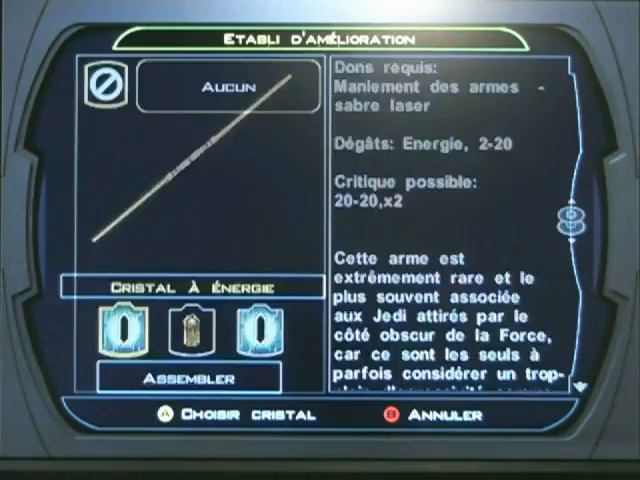 ETABLI D'AMÉLIORATION
AUCUN
CRISTAL À ÉNERGIE
ASSEMBLER
Dons requis:
Maniement des armes -
sabre laser
Dégâts: Energie, 2-20
Critique possible:
20-20,x2
Cette arme est
extrêmement rare et le
plus souvent associée
aux Jedi attirés par le
côté obscur de la Force,
car ce sont les seuls à
parfois considérer un trop-
A CHOISIR CRISTAL
B ANNULER